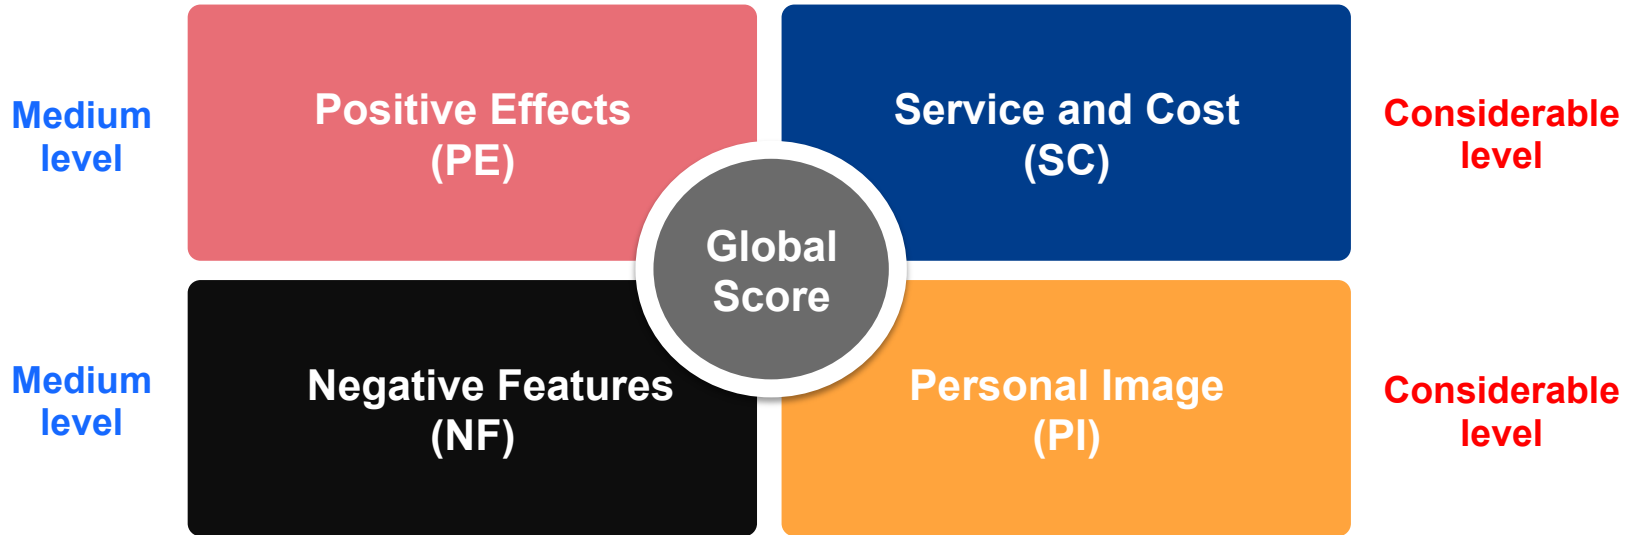 Medium
level
Positive Effects
(PE)
Service and Cost
(SC)
Considerable
level
Global
Score
Medium
level
Negative Features
(NF)
Personal Image
(PI)
Considerable
level